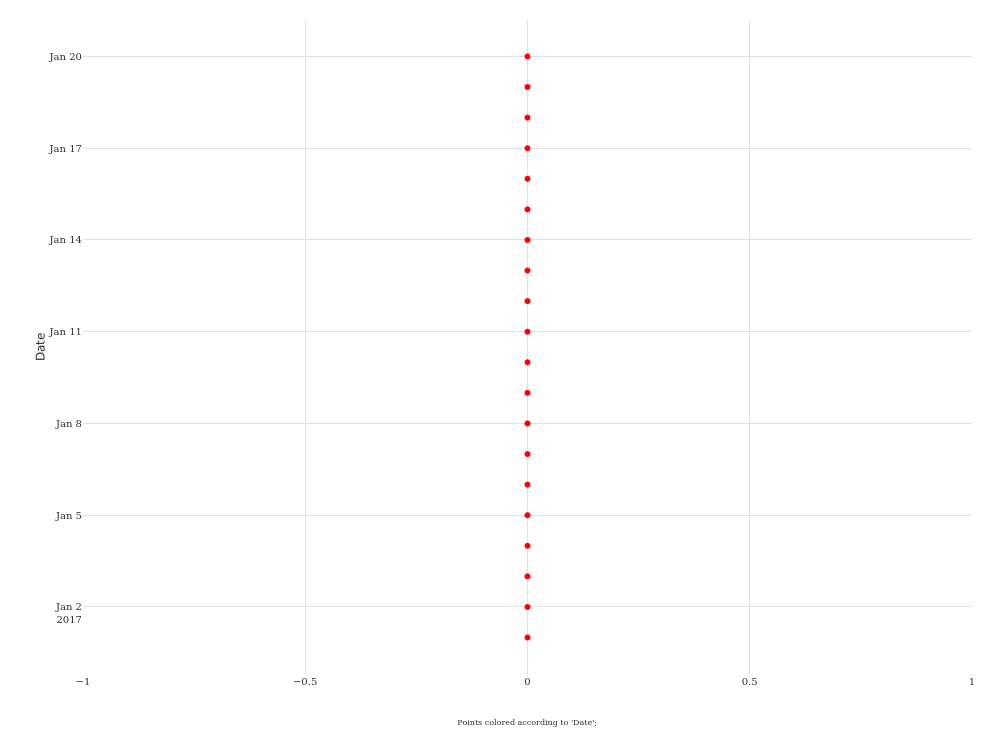 Jan 20
Jan 17
Jan 14
Jan 11
Date
Jan 8
Jan 5
Jan 2
2017
−1
−0.5
0
0.5
1
Points colored according to 'Date';